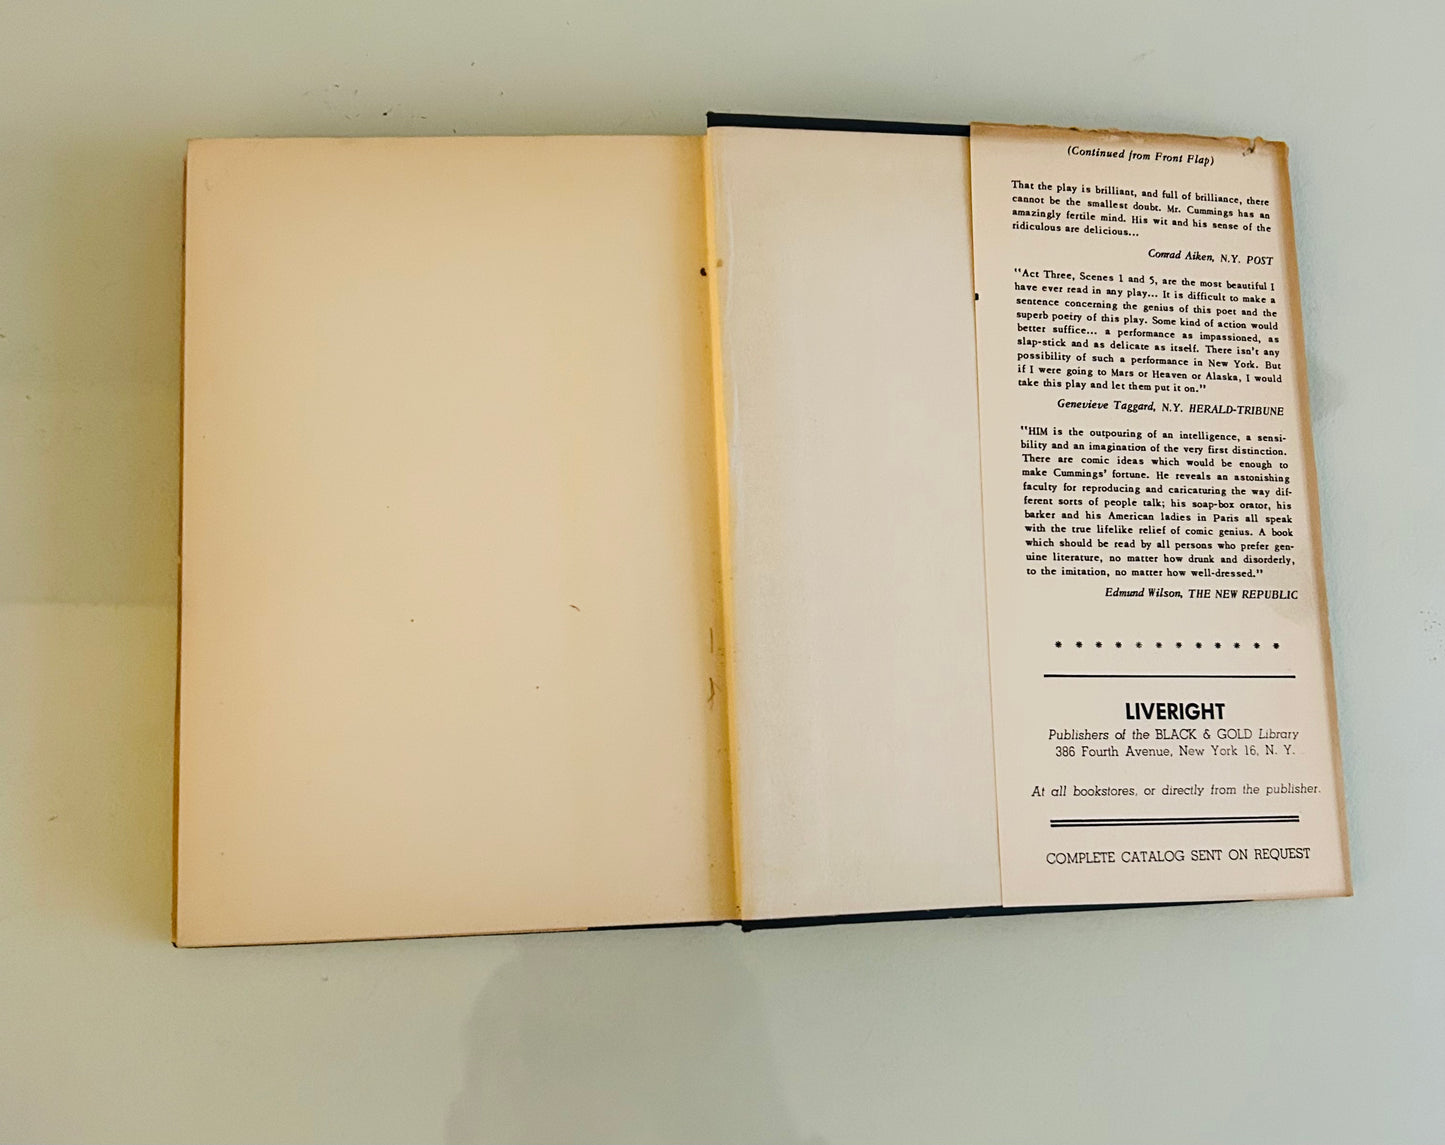 (Continued from Front Flap)
That the play is brilliant, and full of brilliance, there
cannot be the smallest doubt. Mr. Cummings has an
amazingly fertile mind. His wit and his sense of the
ridiculous are delicious...
Conrad Aiken, N.Y. POST
"Act Three, Scenes 1 and 5, are the most beautiful I
have ever read in any play... It is difficult to make a
sentence concerning the genius of this poet and the
superb poetry of this play. Some kind of action would
better suffice... a performance as impassioned, as
slap-stick and as delicate as itself. There isn't any
possibility of such a performance in New York. But
if I were going to Mars or Heaven or Alaska, I would
take this play and let them put it on."
Genevieve Taggard, N.Y. HERALD-TRIBUNE
"HIM is the outpouring of an intelligence, a sensi-
bility and an imagination of the very first distinction.
There are comic ideas which would be enough to
make Cummings' fortune. He reveals an astonishing
faculty for reproducing and caricaturing the way dif-
ferent sorts of people talk; his soap-box orator, his
barker and his American ladies in Paris all speak
with the true lifelike relief of comic genius. A book
which should be read by all persons who prefer gen-
uine literature, no matter how drunk and disorderly,
to the imitation, no matter how well-dressed."
Edmund Wilson, THE NEW REPUBLIC
* * * * * * * * * * * *
LIVERIGHT
Publishers of the BLACK & GOLD Library
386 Fourth Avenue, New York 16, N. Y.
At all bookstores, or directly from the publisher.
COMPLETE CATALOG SENT ON REQUEST